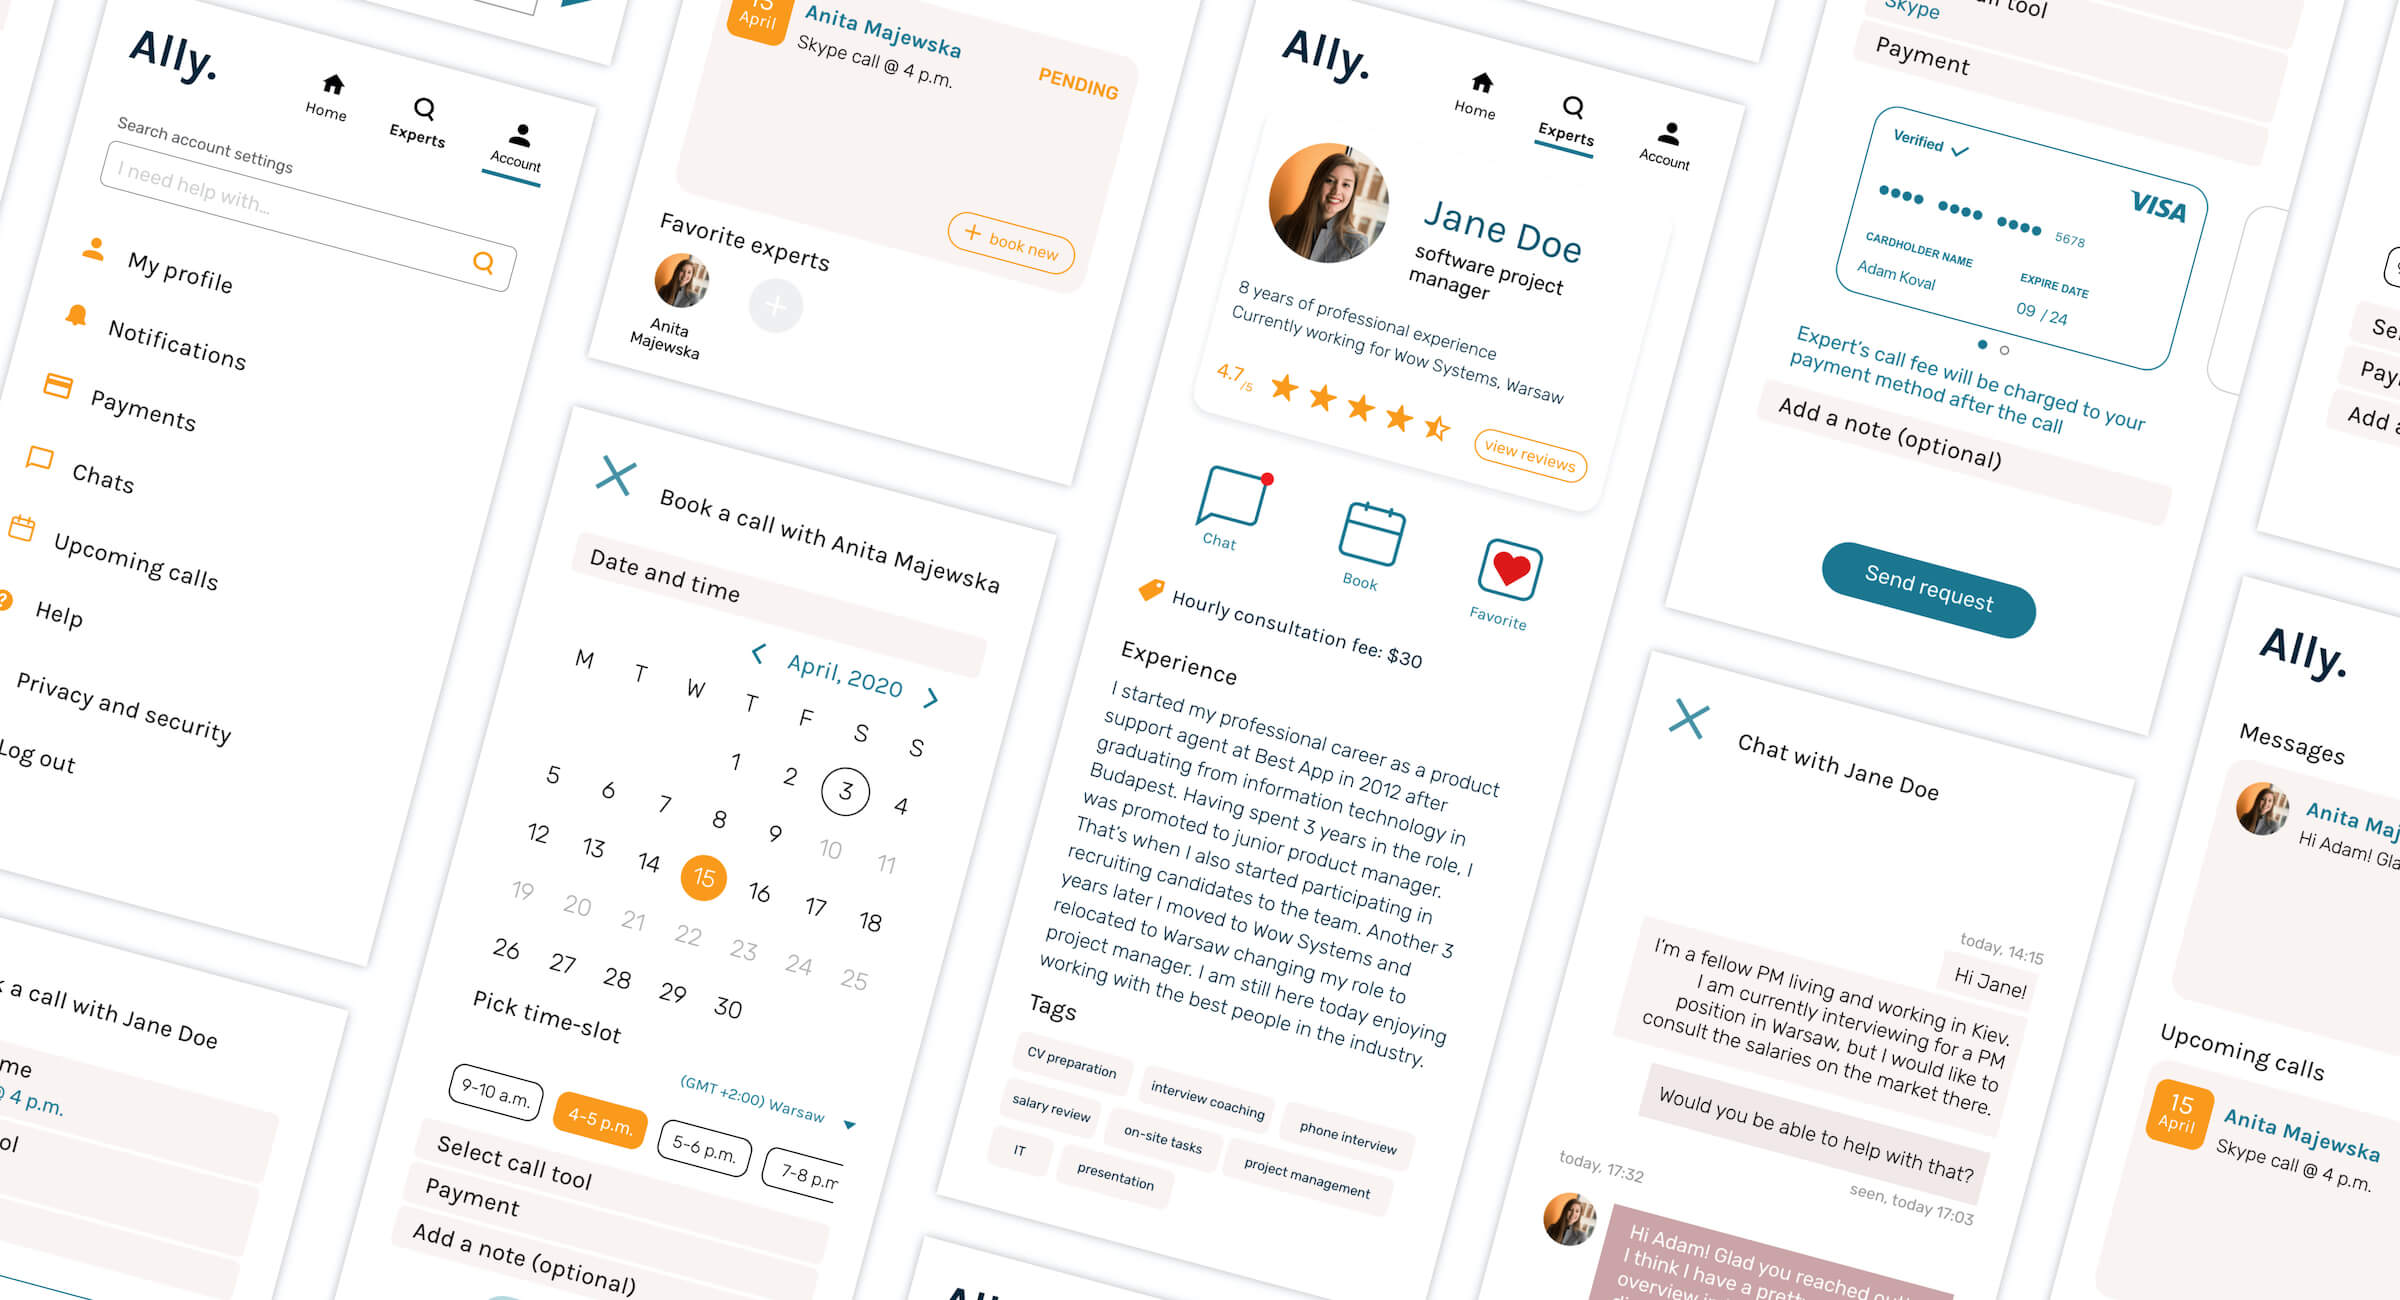 Ally.
Home
Experts
Account
Search account settings
I need help with...
My profile
Notifications
Payments
Chats
Upcoming calls
Help
Privacy and security
Log out
a call with Jane Doe
@ 4 p.m.
15
April
Anita Majewska
Skype call @ 4 p.m.
PENDING
+ book new
Favorite experts
Anita
Majewska
Book a call with Anita Majewska
Date and time
April, 2020
M T W T F S S
1 2 3 4
5 6 7 8 9 10 11
12 13 14 15 16 17 18
19 20 21 22 23 24 25
26 27 28 29 30
Pick time-slot
(GMT +2:00) Warsaw
9-10 a.m.
4-5 p.m.
5-6 p.m.
7-8 p.m
Select call tool
Payment
Add a note (optional)
Ally.
Home
Experts
Account
Jane Doe
software project
manager
8 years of professional experience
Currently working for Wow Systems, Warsaw
4.7/5
view reviews
Chat
Book
Favorite
Hourly consultation fee: $30
Experience
I started my professional career as a product
support agent at Best App in 2012 after
graduating from information technology in
Budapest. Having spent 3 years in the role, I
was promoted to junior product manager.
That's when I also started participating in
recruiting candidates to the team. Another 3
years later I moved to Wow Systems and
relocated to Warsaw changing my role to
project manager. I am still here today enjoying
working with the best people in the industry.
Tags
CV preparation
interview coaching
phone interview
salary review
on-site tasks
project management
IT
presentation
tool
Skype
Payment
Verified
VISA
5678
CARDHOLDER NAME
Adam Koval
EXPIRE DATE
09 / 24
Expert's call fee will be charged to your
payment method after the call
Add a note (optional)
Send request
Chat with Jane Doe
today, 14:15
Hi Jane!
I'm a fellow PM living and working in Kiev.
I am currently interviewing for a PM
position in Warsaw, but I would like to
consult the salaries on the market there.
Would you be able to help with that?
seen, today 17:03
today, 17:32
Hi Adam! Glad you reached out!
I think I have a pretty
overview in
Add a
Ally.
Messages
Anita Maj
Hi Adam! Gla
Upcoming calls
15
April
Anita Majewska
Skype call @ 4 p.m.